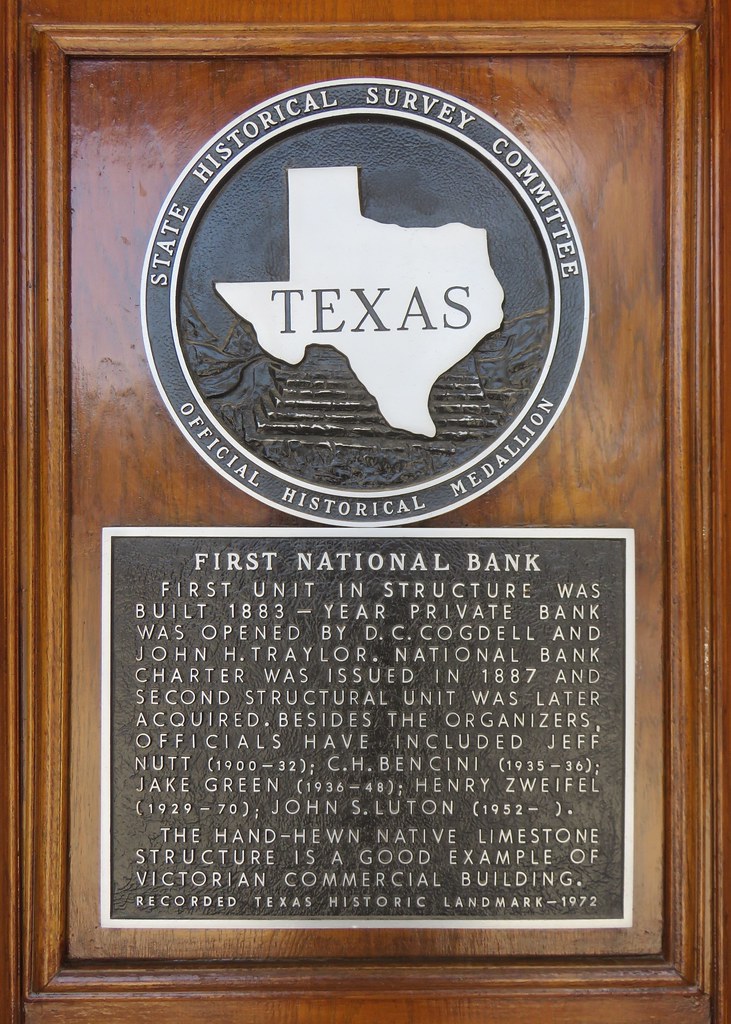 STATE HISTORICAL SURVEY COMMITTEE
TEXAS
OFFICIAL HISTORICAL MEDALLION
FIRST NATIONAL BANK
FIRST UNIT IN STRUCTURE WAS
BUILT 1883 — YEAR PRIVATE BANK
WAS OPENED BY D.C. COGDELL AND
JOHN H. TRAYLOR. NATIONAL BANK
CHARTER WAS ISSUED IN 1887 AND
SECOND STRUCTURAL UNIT WAS LATER
ACQUIRED. BESIDES THE ORGANIZERS,
OFFICIALS HAVE INCLUDED JEFF
NUTT (1900—32); C.H. BENCINI (1935—36);
JAKE GREEN (1936—48); HENRY ZWEIFEL
(1929—70); JOHN S. LUTON (1952— ).
THE HAND-HEWN NATIVE LIMESTONE
STRUCTURE IS A GOOD EXAMPLE OF
VICTORIAN COMMERCIAL BUILDING.
RECORDED TEXAS HISTORIC LANDMARK—1972